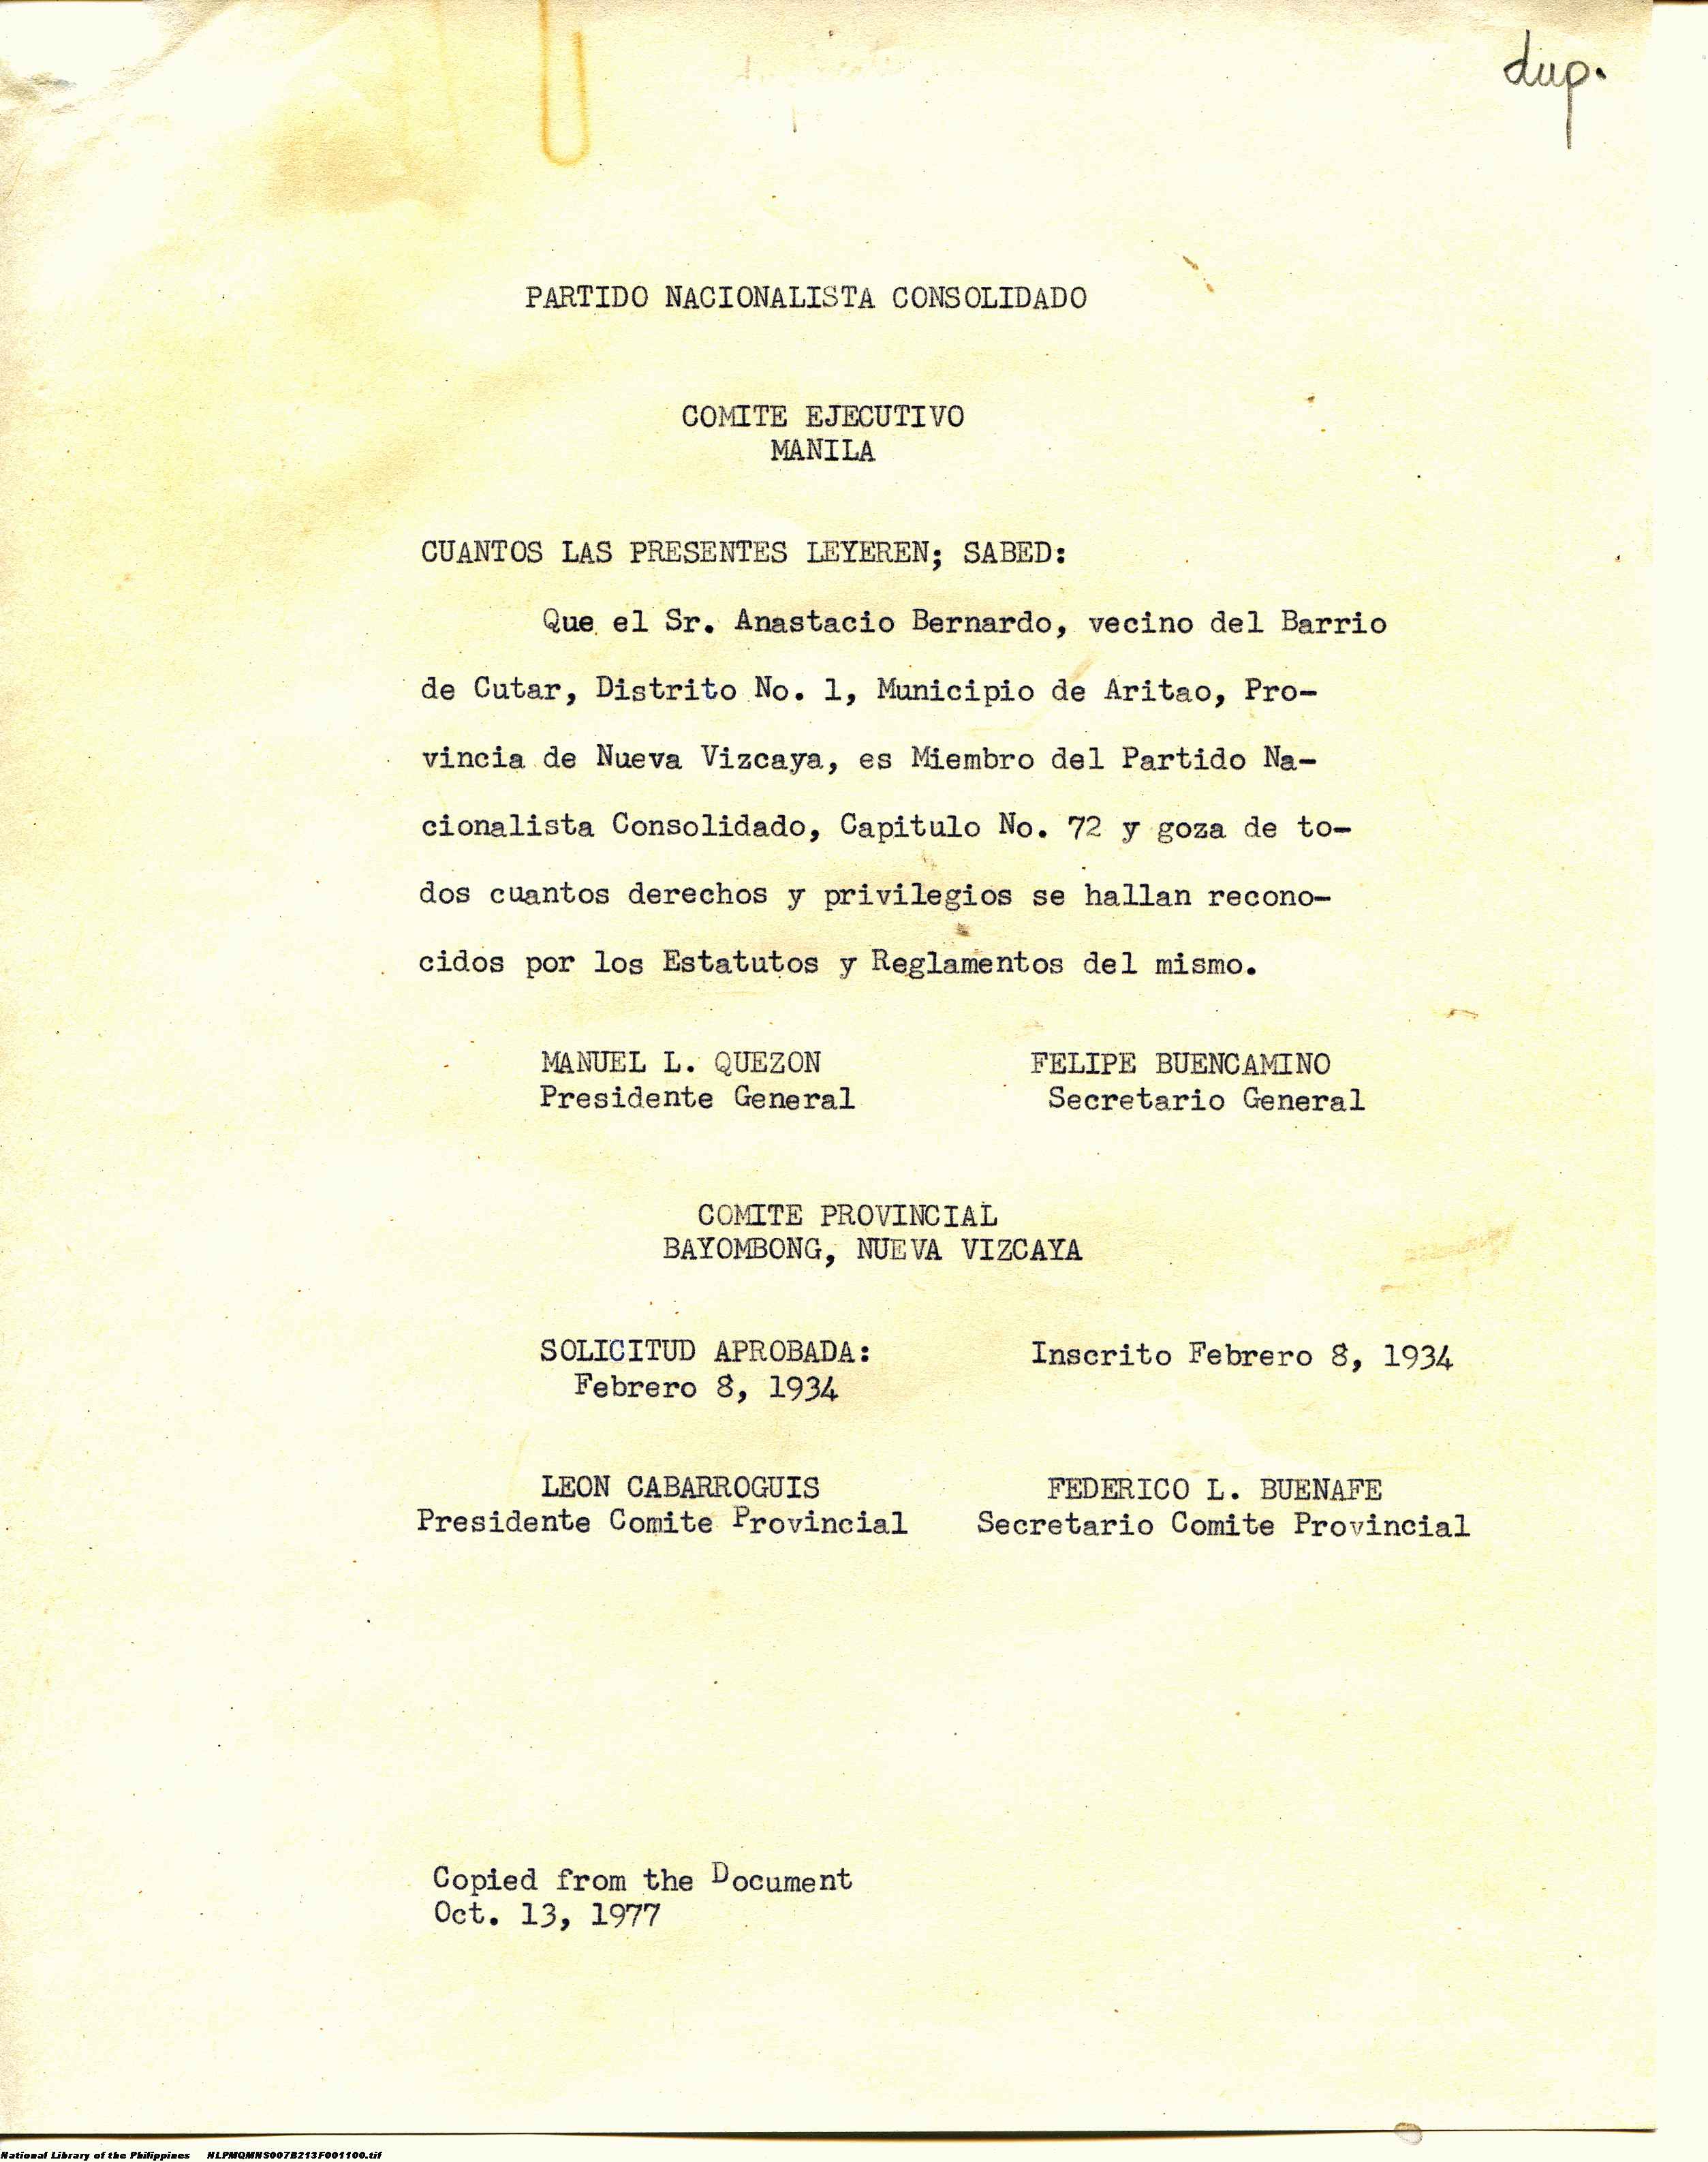 dup.
PARTIDO NACIONALISTA CONSOLIDADO
COMITE EJECUTIVO
MANILA
CUANTOS LAS PRESENTES LEYEREN; SABED:
Que el Sr. Anastacio Bernardo, vecino del Barrio
de Cutar, Distrito No. 1, Municipio de Aritao, Pro-
vincia de Nueva Vizcaya, es Miembro del Partido Na-
cionalista Consolidado, Capitulo No. 72 y goza de to-
dos cuantos derechos y privilegios se hallan recono-
cidos por los Estatutos y Reglamentos del mismo.
MANUEL L. QUEZON FELIPE BUENCAMINO
Presidente General Secretario General
COMITE PROVINCIAL
BAYOMBONG, NUEVA VIZCAYA
SOLICITUD APROBADA: Inscrito Febrero 8, 1934
Febrero 8, 1934
LEON CABARROGUIS FEDERICO L. BUENAFE
Presidente Comite Provincial Secretario Comite Provincial
Copied from the Document
Oct. 13, 1977
National Library of the Philippines NLPMQMNS007B213F001100.tif